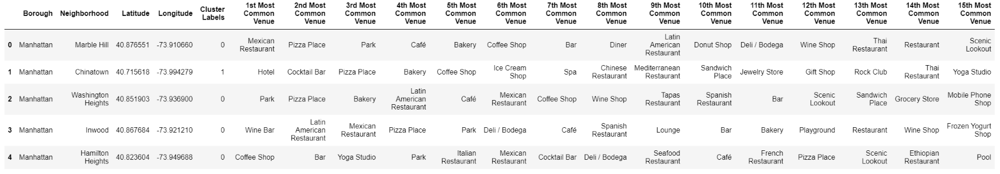 Borough Neighborhood Latitude Longitude Cluster Labels 1st Most Common Venue 2nd Most Common Venue 3rd Most Common Venue 4th Most Common Venue 5th Most Common Venue 6th Most Common Venue 7th Most Common Venue 8th Most Common Venue 9th Most Common Venue 10th Most Common Venue 11th Most Common Venue 12th Most Common Venue 13th Most Common Venue 14th Most Common Venue 15th Most Common Venue
0 Manhattan Marble Hill 40.876551 -73.910660 0 Mexican Restaurant Pizza Place Park Café Bakery Coffee Shop Bar Diner Latin American Restaurant Donut Shop Deli / Bodega Wine Shop Thai Restaurant Restaurant Scenic Lookout
1 Manhattan Chinatown 40.715618 -73.994279 1 Hotel Cocktail Bar Pizza Place Bakery Coffee Shop Ice Cream Shop Spa Chinese Restaurant Mediterranean Restaurant Sandwich Place Jewelry Store Gift Shop Rock Club Thai Restaurant Yoga Studio
2 Manhattan Washington Heights 40.851903 -73.936900 0 Park Pizza Place Bakery Latin American Restaurant Café Mexican Restaurant Coffee Shop Wine Shop Tapas Restaurant Spanish Restaurant Bar Scenic Lookout Sandwich Place Grocery Store Mobile Phone Shop
3 Manhattan Inwood 40.867684 -73.921210 0 Wine Bar Latin American Restaurant Mexican Restaurant Pizza Place Park Deli / Bodega Café Spanish Restaurant Lounge Bar Bakery Playground Restaurant Wine Shop Frozen Yogurt Shop
4 Manhattan Hamilton Heights 40.823604 -73.949688 0 Coffee Shop Bar Yoga Studio Park Italian Restaurant Mexican Restaurant Cocktail Bar Deli / Bodega Seafood Restaurant Café French Restaurant Pizza Place Scenic Lookout Ethiopian Restaurant Pool